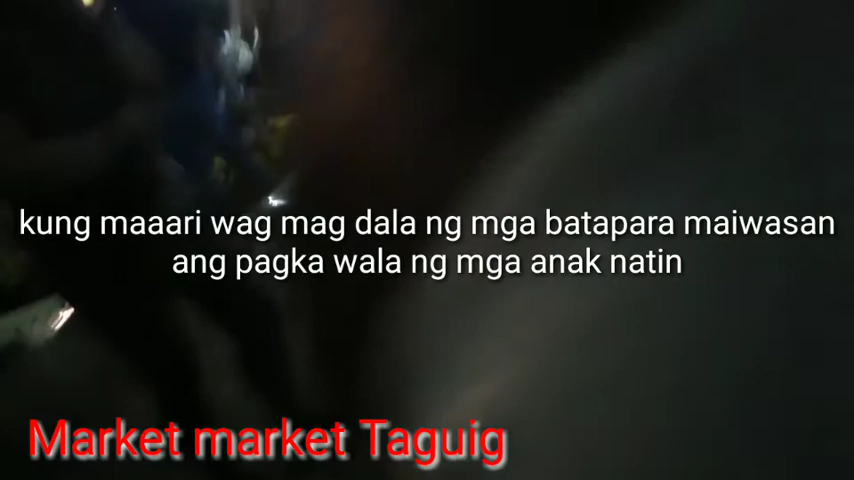 kung maaari wag mag dala ng mga batapara maiwasan
ang pagka wala ng mga anak natin
Market market Taguig